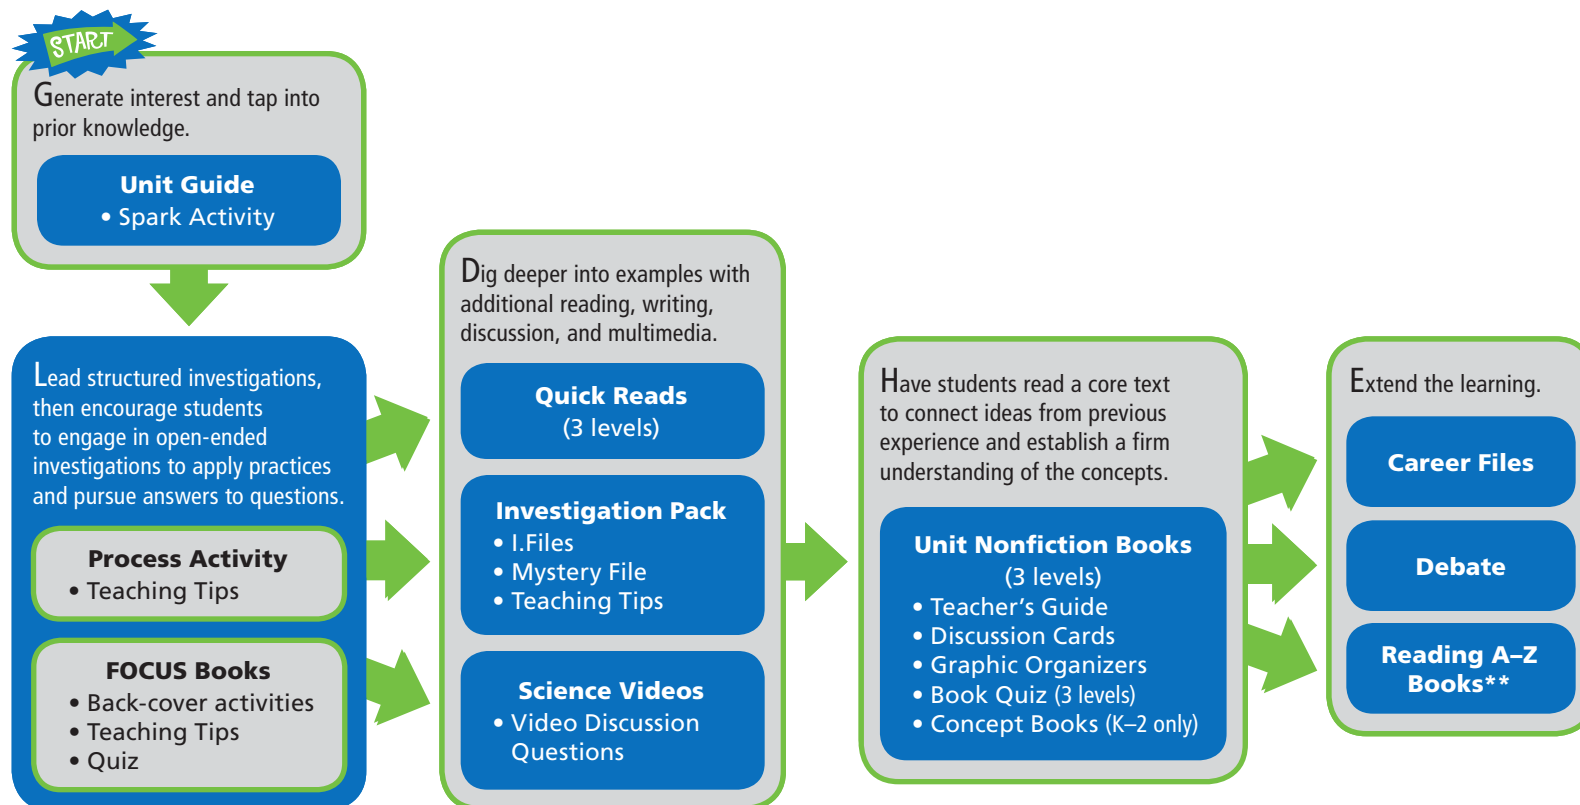 START
Generate interest and tap into
prior knowledge.
Unit Guide
• Spark Activity
Lead structured investigations,
then encourage students
to engage in open-ended
investigations to apply practices
and pursue answers to questions.
Process Activity
• Teaching Tips
FOCUS Books
• Back-cover activities
• Teaching Tips
• Quiz
Dig deeper into examples with
additional reading, writing,
discussion, and multimedia.
Quick Reads
(3 levels)
Investigation Pack
• I.Files
• Mystery File
• Teaching Tips
Science Videos
• Video Discussion
Questions
Have students read a core text
to connect ideas from previous
experience and establish a firm
understanding of the concepts.
Unit Nonfiction Books
(3 levels)
• Teacher’s Guide
• Discussion Cards
• Graphic Organizers
• Book Quiz (3 levels)
• Concept Books (K–2 only)
Extend the learning.
Career Files
Debate
Reading A–Z
Books**